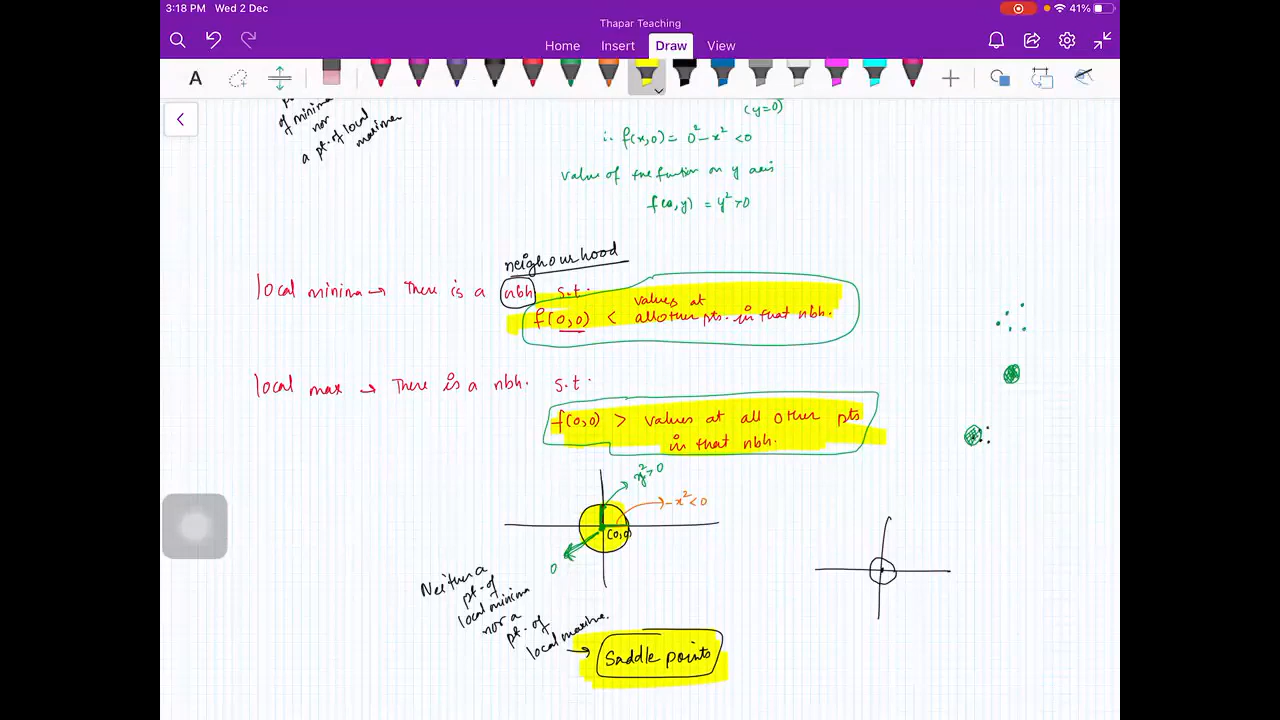 3:18 PM Wed 2 Dec
41%
Thapar Teaching
Home Insert Draw View
A
of minima
nor
a pt. of local
(y=0)
∴ f(x,0) = 0² - x² <0
value of the function on y axis
f(0,y) = y² >0
neighourhood
local minima → There is a nbh s.t.
f(0,0) < values at
all other pts. in that nbh.
local max → There is a nbh. s.t.
f(0,0) > values at all other pts
in that nbh.
-x² <0
(0,0)
0
Neither a
pt. of
local minima
nor a
pt. of
local maxima.
→ Saddle points